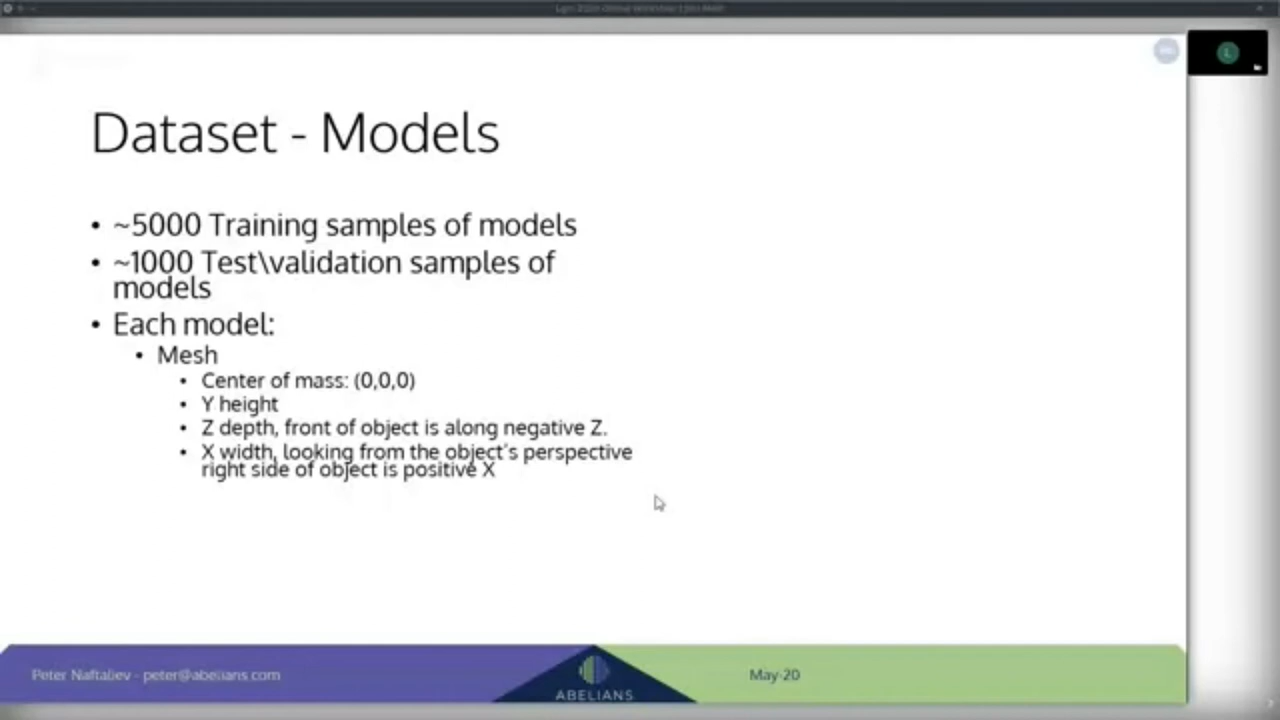 Dataset - Models
• ~5000 Training samples of models
• ~1000 Test\validation samples of
models
• Each model:
• Mesh
• Center of mass: (0,0,0)
• Y height
• Z depth, front of object is along negative Z.
• X width, looking from the object's perspective
right side of object is positive X
Peter Naftaliev - peter@abelians.com
ABELIANS
May-20
L